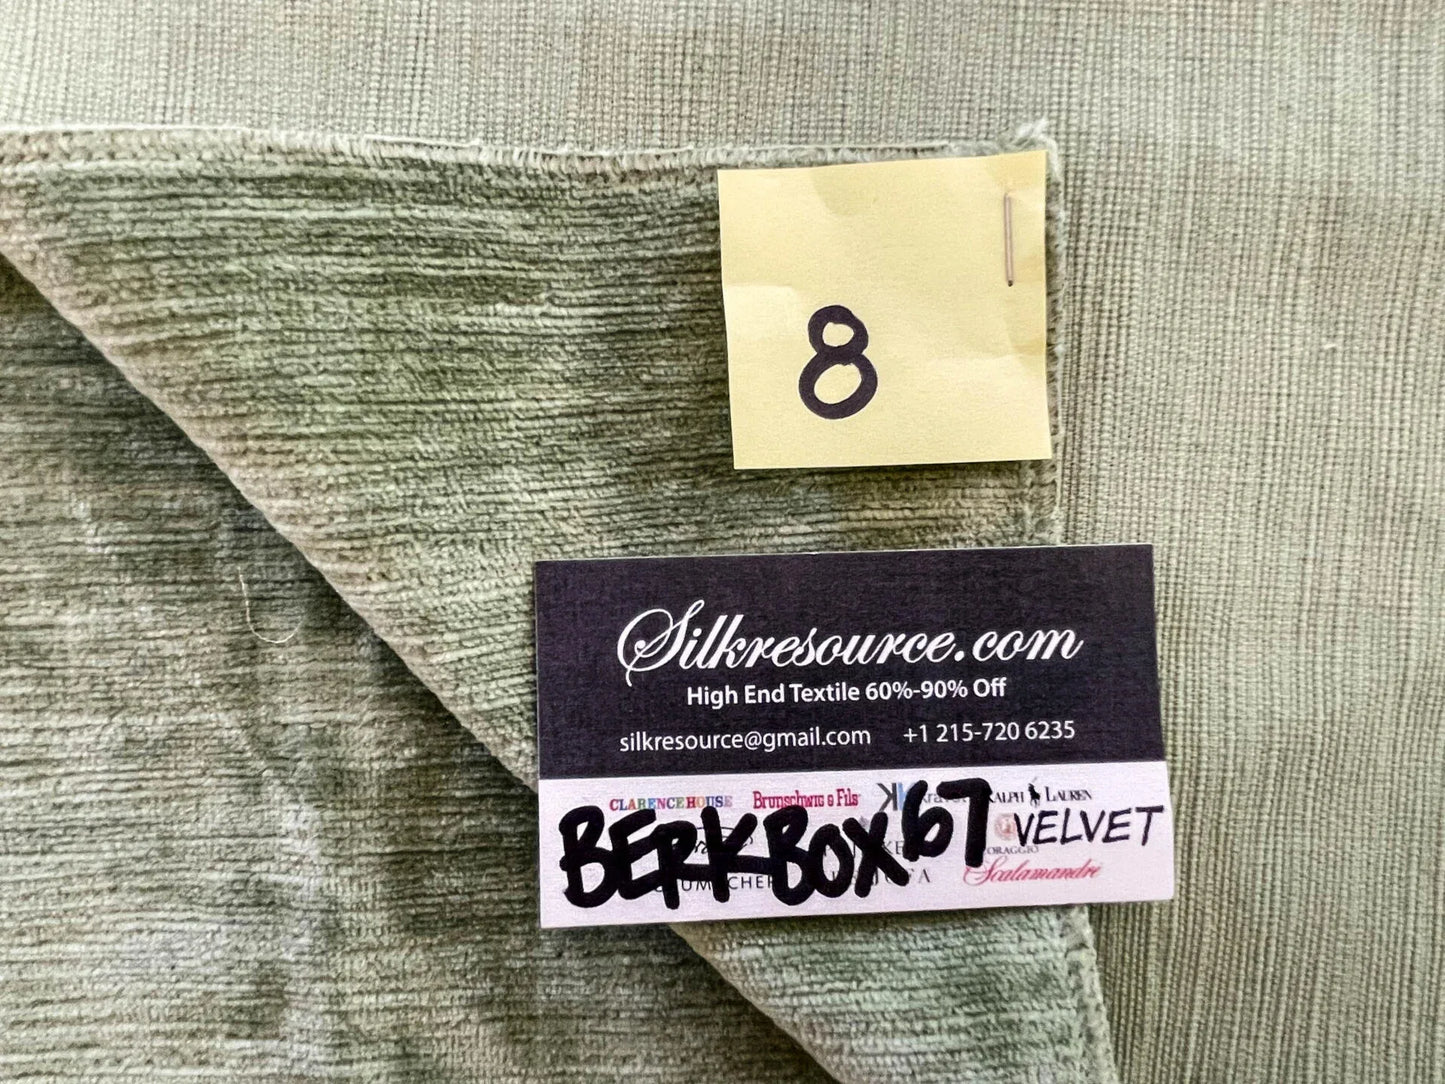 8
Silkresource.com
High End Textile 60%-90% Off
silkresource@gmail.com +1 215-720 6235
CLARENCE HOUSE Brunschwig & Fils RALPH LAUREN
BERK BOX 67 VELVET
Scalamandre